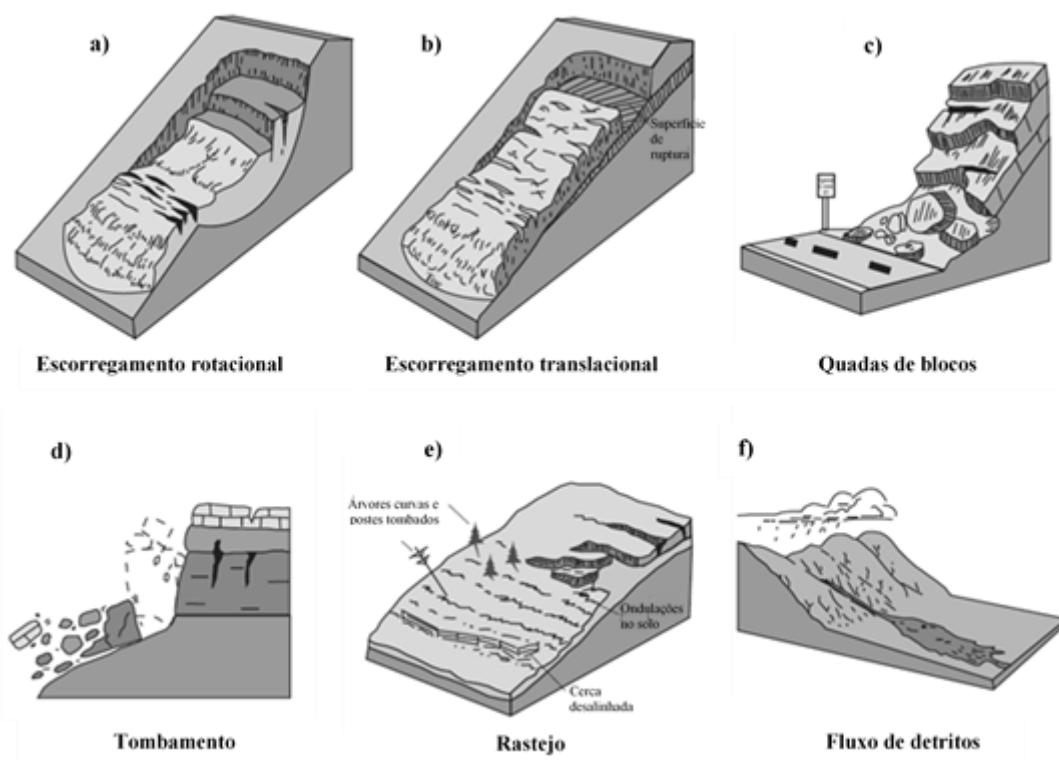 a)
b)
c)
Superfície
de
ruptura
Escorregamento rotacional
Escorregamento translacional
Quadas de blocos
d)
e)
f)
Árvores curvas e
postes tombados
Ondulações
no solo
Cerca
desalinhada
Tombamento
Rastejo
Fluxo de detritos